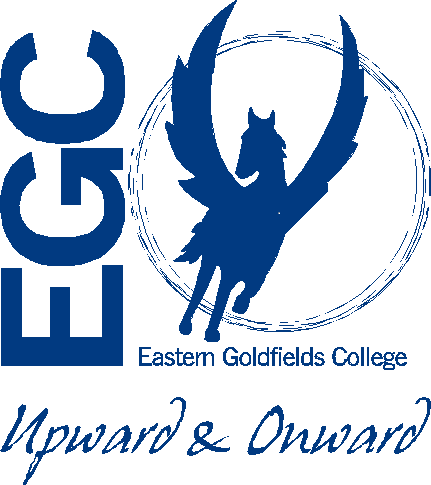 EGC
Eastern Goldfields College
Upward & Onward